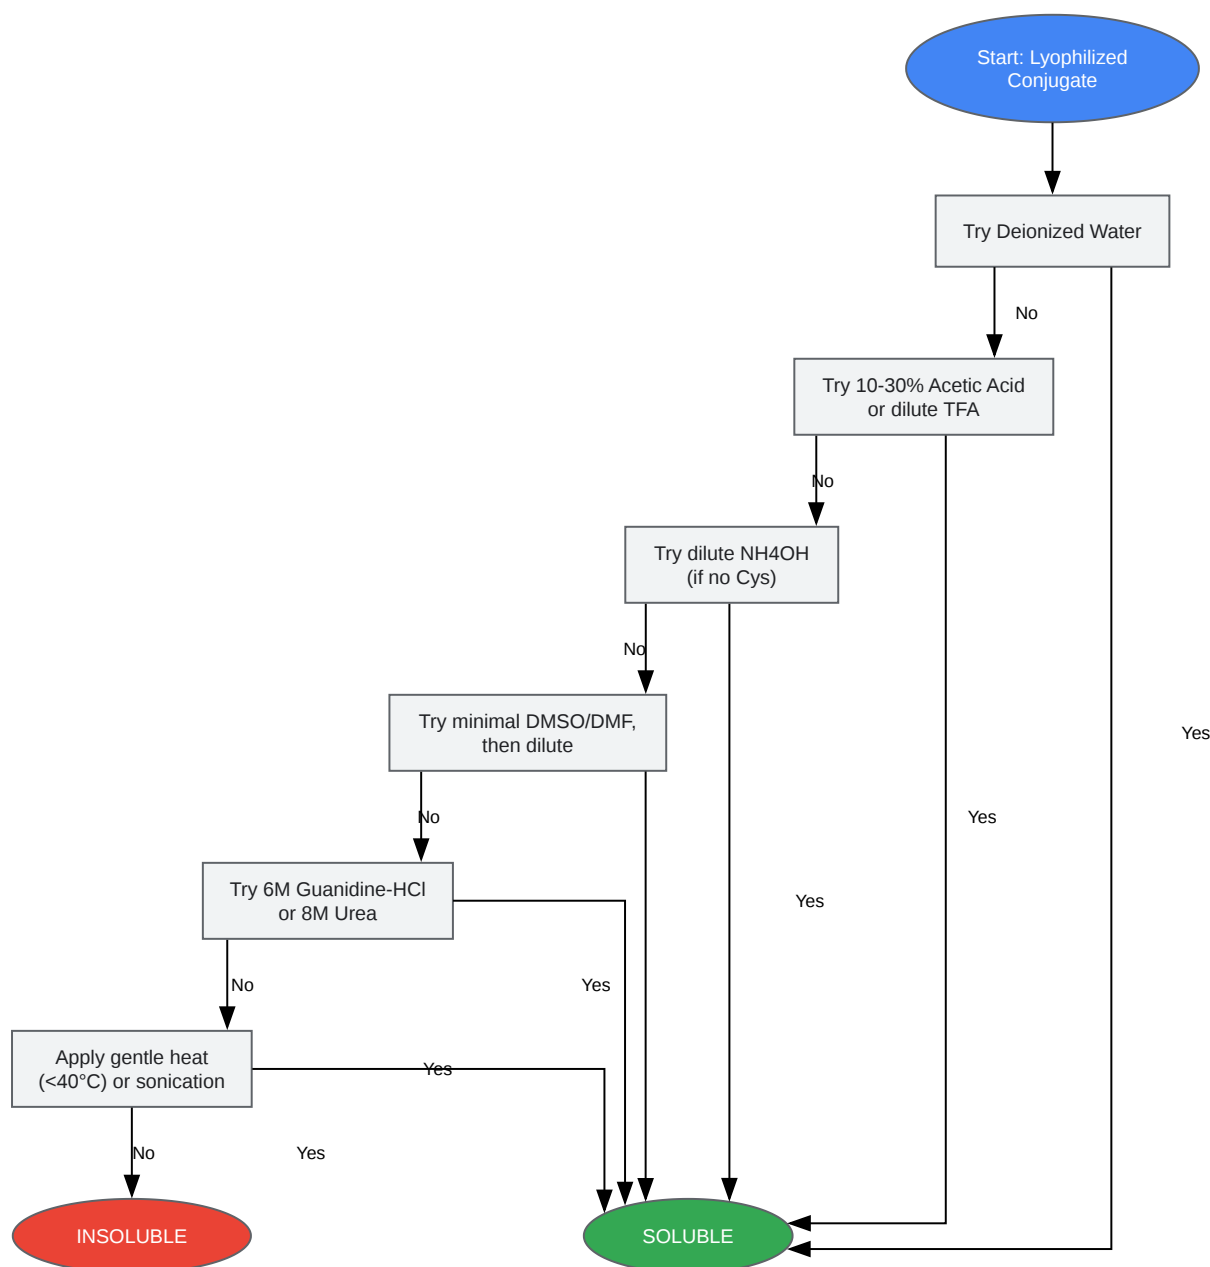 Start: Lyophilized
Conjugate
Try Deionized Water
No
Try 10-30% Acetic Acid
or dilute TFA
No
Try dilute NH4OH
(if no Cys)
No
Try minimal DMSO/DMF,
then dilute
Yes
No
Yes
Try 6M Guanidine-HCl
or 8M Urea
Yes
No
Yes
Apply gentle heat
(<40°C) or sonication
Yes
No
Yes
INSOLUBLE
SOLUBLE